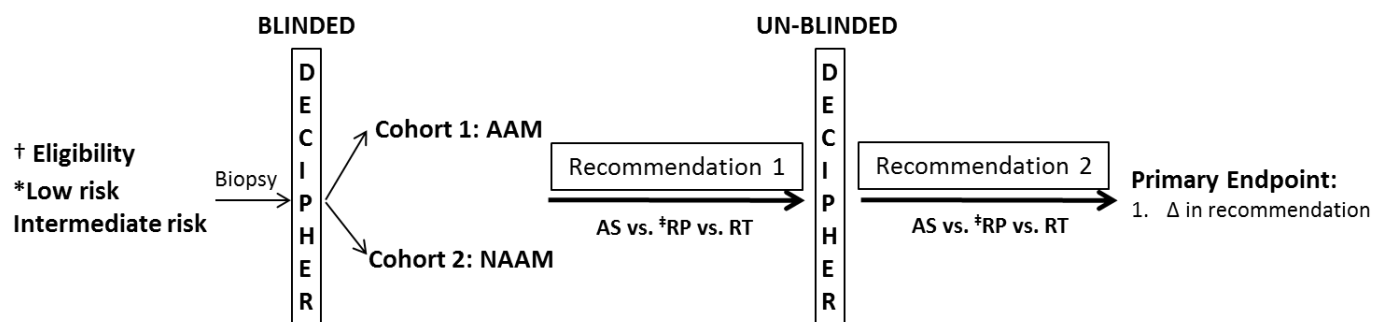 BLINDED
UN-BLINDED
† Eligibility
*Low risk
Intermediate risk
Biopsy
D
E
C
I
P
H
E
R
Cohort 1: AAM
Cohort 2: NAAM
Recommendation 1
AS vs. ‡RP vs. RT
D
E
C
I
P
H
E
R
Recommendation 2
AS vs. ‡RP vs. RT
Primary Endpoint:
1. Δ in recommendation